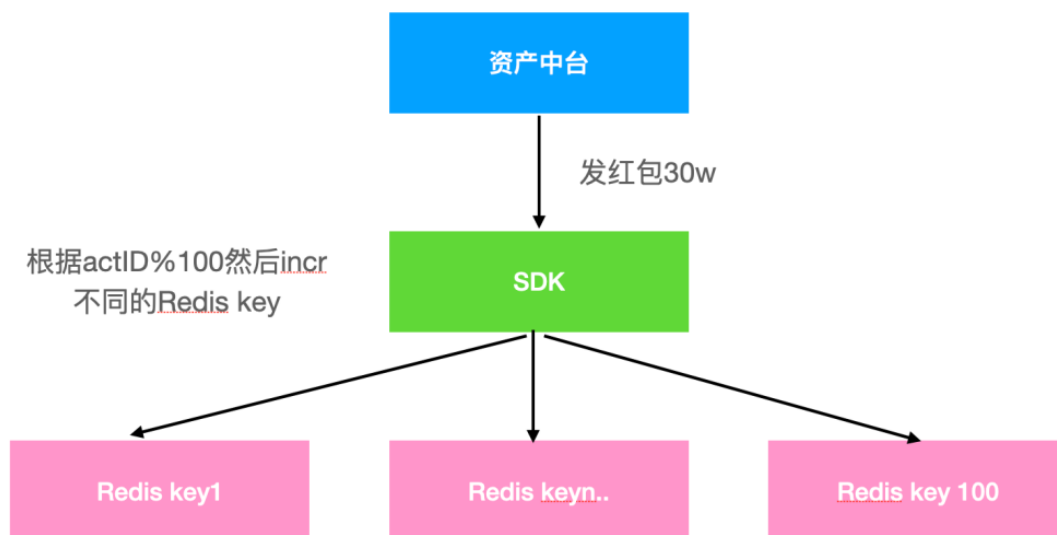 资产中台
发红包30w
根据actID%100然后incr
不同的Redis key
SDK
Redis key1
Redis keyn..
Redis key 100